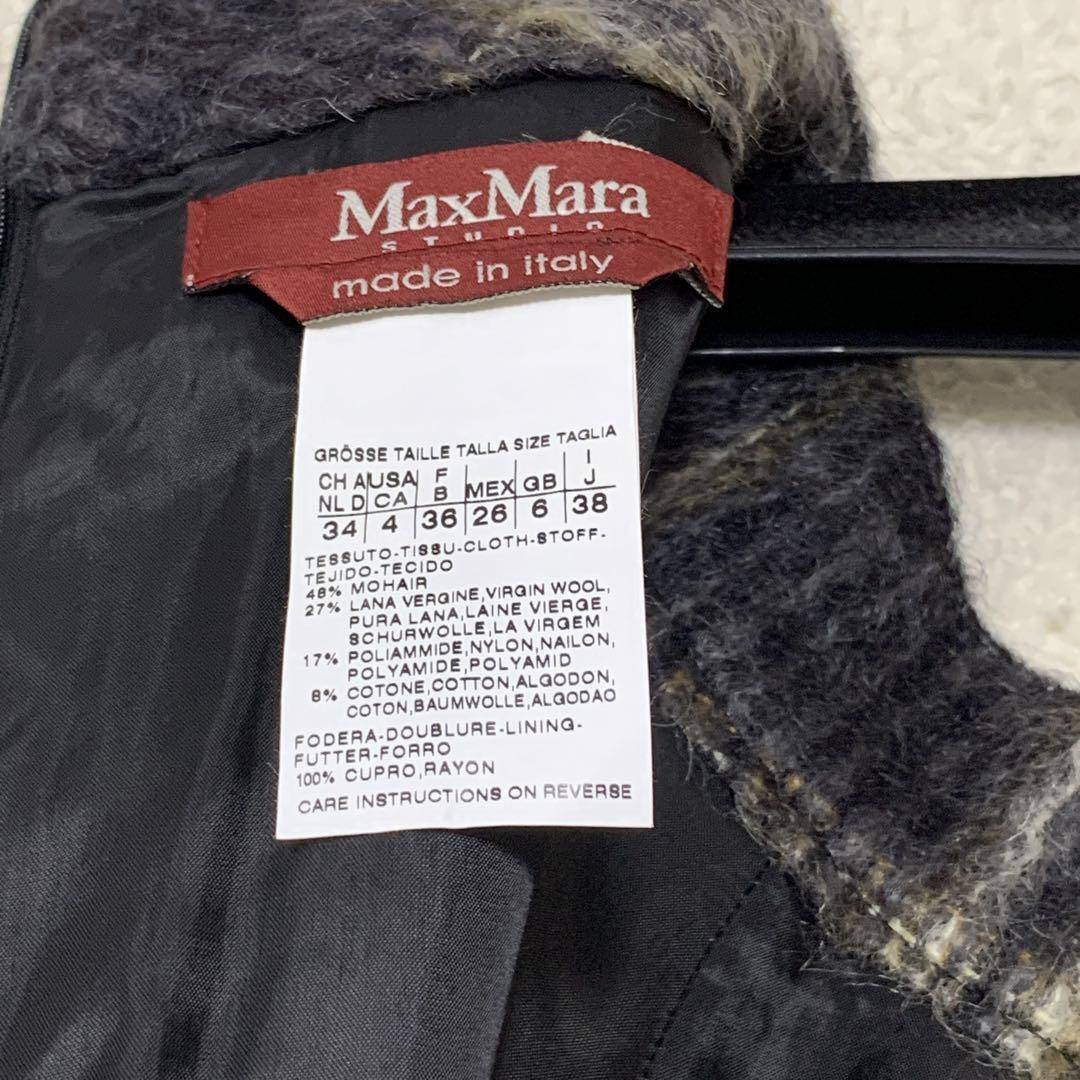 MaxMara
STUDIO
made in italy
GRÖSSE TAILLE TALLA SIZE TAGLIA
CH A USA F MEX GB I
NL D CA B J
34 4 36 26 6 38
TESSUTO-TISSU-CLOTH-STOFF-
TEJIDO-TECIDO
48% MOHAIR
27% LANA VERGINE,VIRGIN WOOL,
PURA LANA,LAINE VIERGE,
SCHURWOLLE,LA VIRGEM
17% POLIAMMIDE,NYLON,NAILON,
POLYAMIDE,POLYAMID
8% COTONE,COTTON,ALGODON,
COTON,BAUMWOLLE,ALGODAO
FODERA-DOUBLURE-LINING-
FUTTER-FORRO
100% CUPRO,RAYON
CARE INSTRUCTIONS ON REVERSE